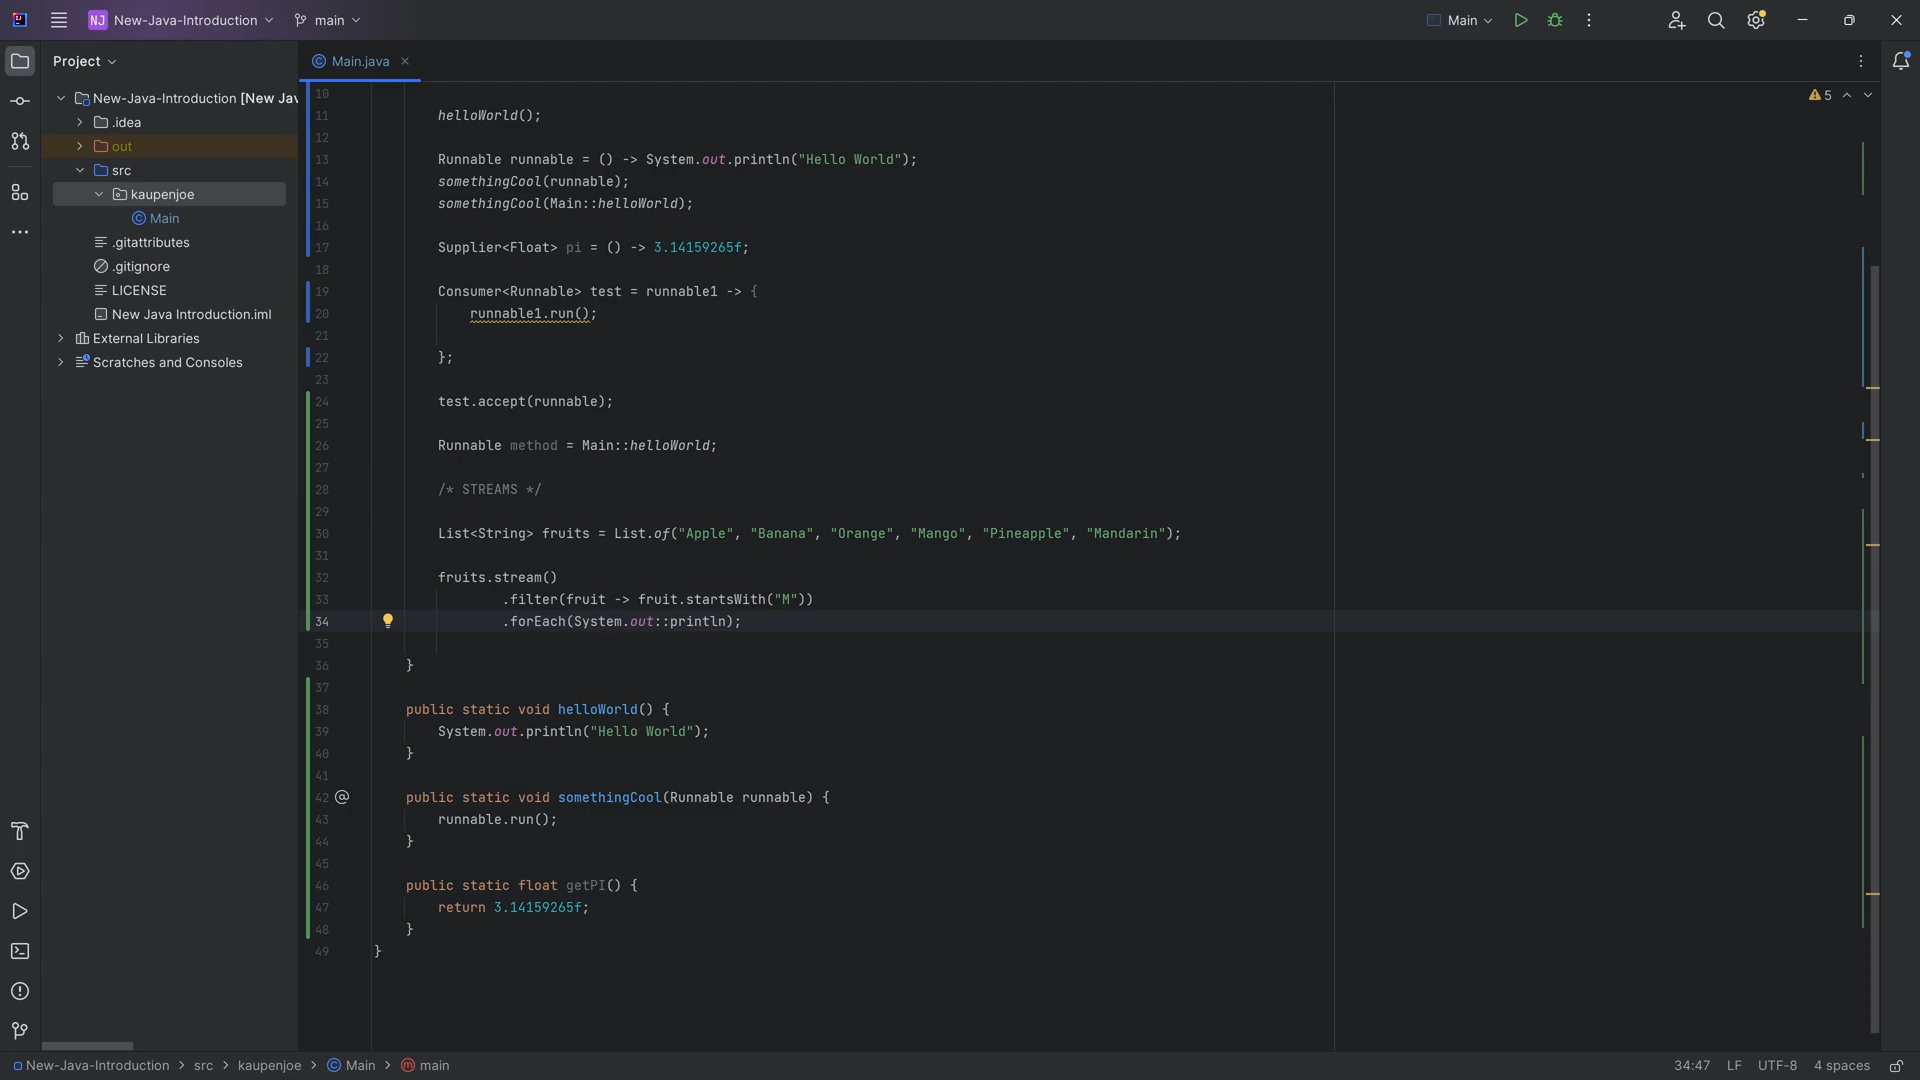 NJ New-Java-Introduction main Main
Project
Main.java
New-Java-Introduction [New Jav
.idea
out
src
kaupenjoe
Main
.gitattributes
.gitignore
LICENSE
New Java Introduction.iml
External Libraries
Scratches and Consoles
5
10
11 helloWorld();
12
13 Runnable runnable = () -> System.out.println("Hello World");
14 somethingCool(runnable);
15 somethingCool(Main::helloWorld);
16
17 Supplier<Float> pi = () -> 3.14159265f;
18
19 Consumer<Runnable> test = runnable1 -> {
20 runnable1.run();
21
22 };
23
24 test.accept(runnable);
25
26 Runnable method = Main::helloWorld;
27
28 /* STREAMS */
29
30 List<String> fruits = List.of("Apple", "Banana", "Orange", "Mango", "Pineapple", "Mandarin");
31
32 fruits.stream()
33 .filter(fruit -> fruit.startsWith("M"))
34 .forEach(System.out::println);
35
36 }
37
38 public static void helloWorld() {
39 System.out.println("Hello World");
40 }
41
42 @ public static void somethingCool(Runnable runnable) {
43 runnable.run();
44 }
45
46 public static float getPI() {
47 return 3.14159265f;
48 }
49 }
New-Java-Introduction > src > kaupenjoe > Main > main
34:47 LF UTF-8 4 spaces